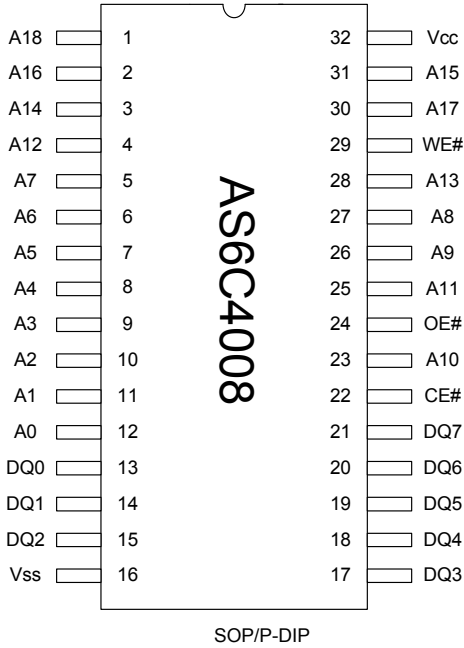 A18 1 32 Vcc
A16 2 31 A15
A14 3 30 A17
A12 4 29 WE#
A7 5 28 A13
A6 6 27 A8
A5 7 26 A9
A4 8 25 A11
A3 9 24 OE#
A2 10 23 A10
A1 11 22 CE#
A0 12 21 DQ7
DQ0 13 20 DQ6
DQ1 14 19 DQ5
DQ2 15 18 DQ4
Vss 16 17 DQ3
AS6C4008
SOP/P-DIP